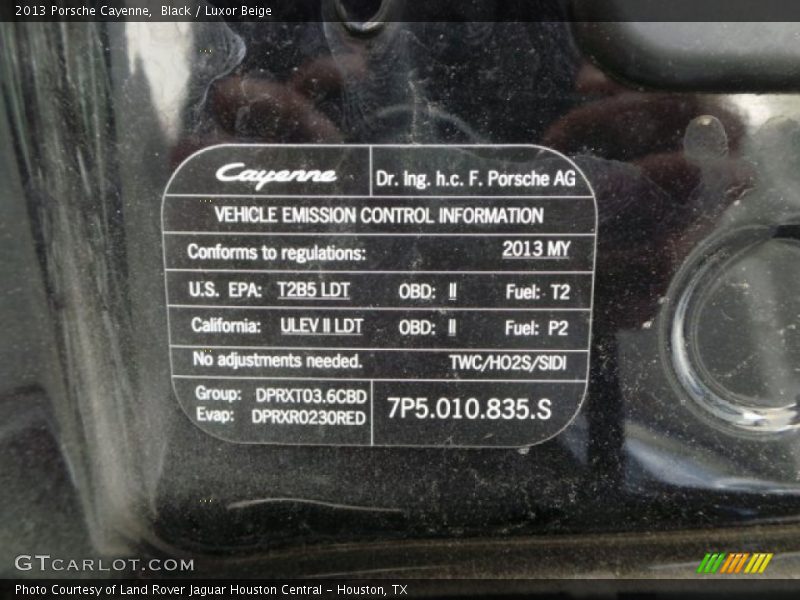 2013 Porsche Cayenne, Black / Luxor Beige
Cayenne Dr. Ing. h.c. F. Porsche AG
VEHICLE EMISSION CONTROL INFORMATION
Conforms to regulations: 2013 MY
U.S. EPA: T2B5 LDT OBD: II Fuel: T2
California: ULEV II LDT OBD: II Fuel: P2
No adjustments needed. TWC/HO2S/SIDI
Group: DPRXT03.6CBD
Evap: DPRXR0230RED
7P5.010.835.S
GTCARLOT.COM
Photo Courtesy of Land Rover Jaguar Houston Central - Houston, TX